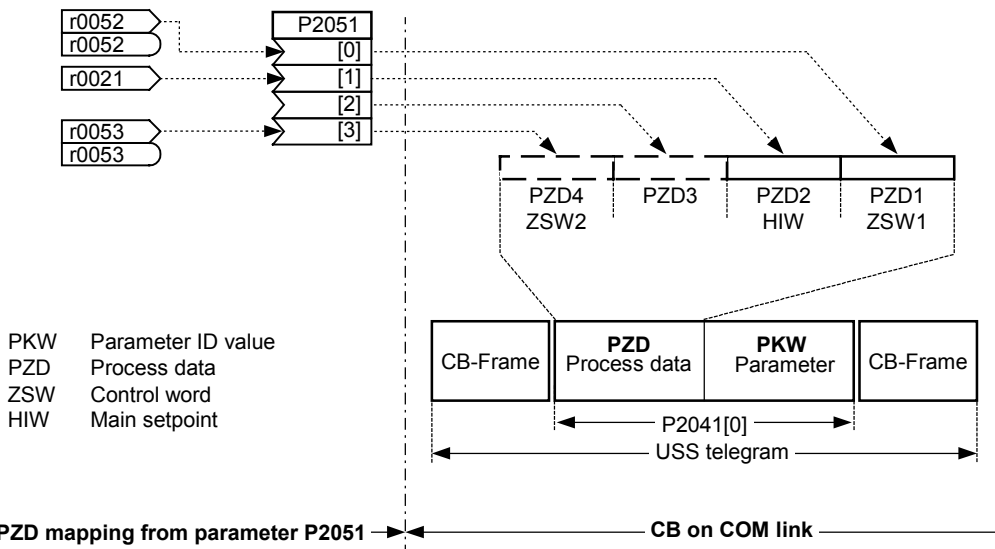 r0052
r0052
r0021
r0053
r0053
P2051
[0]
[1]
[2]
[3]
PZD4 PZD3 PZD2 PZD1
ZSW2 HIW ZSW1
PKW Parameter ID value
PZD Process data
ZSW Control word
HIW Main setpoint
CB-Frame
PZD
Process data
PKW
Parameter
CB-Frame
P2041[0]
USS telegram
PZD mapping from parameter P2051
CB on COM link